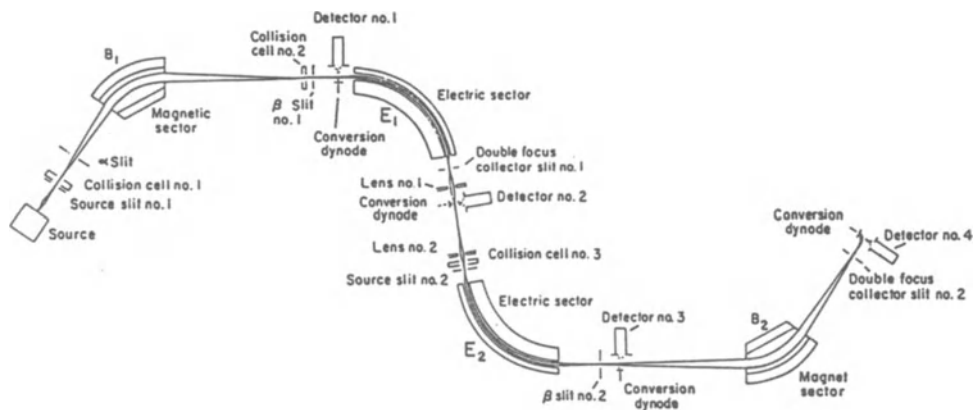 Detector no.1
Collision
cell no.2
B1
Magnetic
sector
β Slit
no.1
Conversion
dynode
E1
Electric sector
∝Slit
Collision cell no.1
Source slit no.1
Source
Double focus
collector slit no.1
Lens no.1
Conversion
dynode
Detector no.2
Lens no.2
Collision cell no.3
Source slit no.2
Electric sector
E2
Detector no.3
β slit no.2
Conversion
dynode
B2
Magnet
sector
Conversion
dynode
Detector no.4
Double focus
collector slit no.2